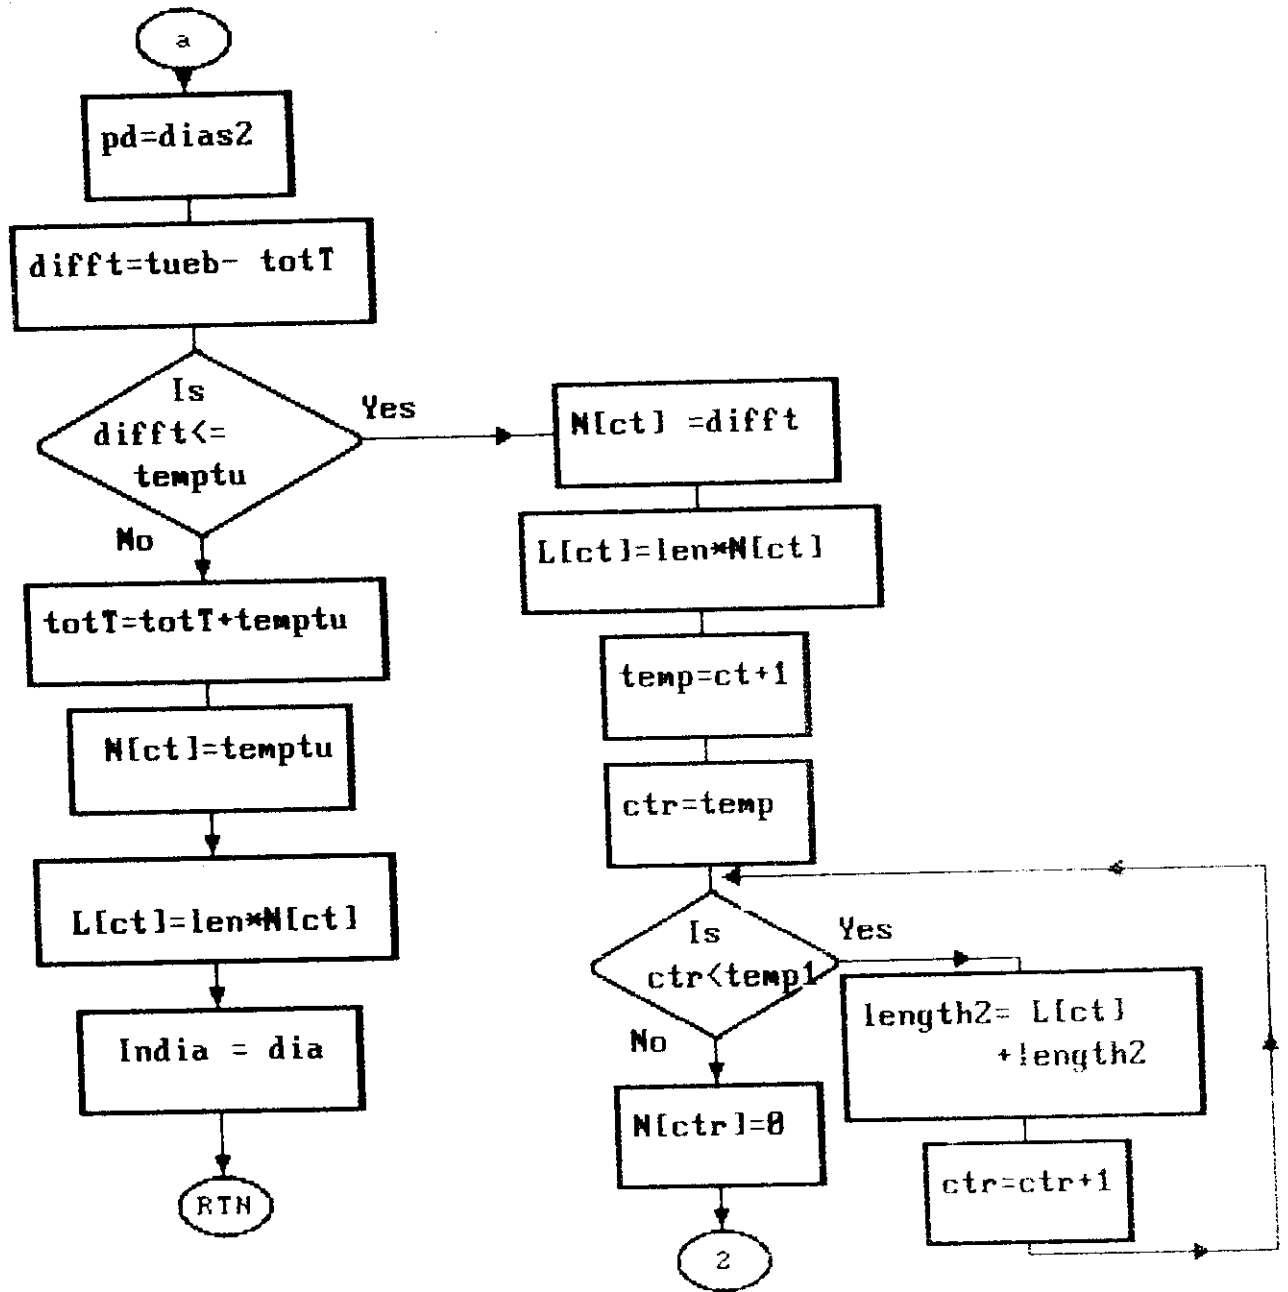 a
pd=dias2
difft=tueb- totT
Is
difft<=
temptu
Yes
No
totT=totT+temptu
N[ct]=temptu
L[ct]=len*N[ct]
India = dia
RTN
N[ct] =difft
L[ct]=len*N[ct]
temp=ct+1
ctr=temp
Is
ctr<temp1
Yes
No
length2= L[ct]
+length2
ctr=ctr+1
N[ctr]=0
2